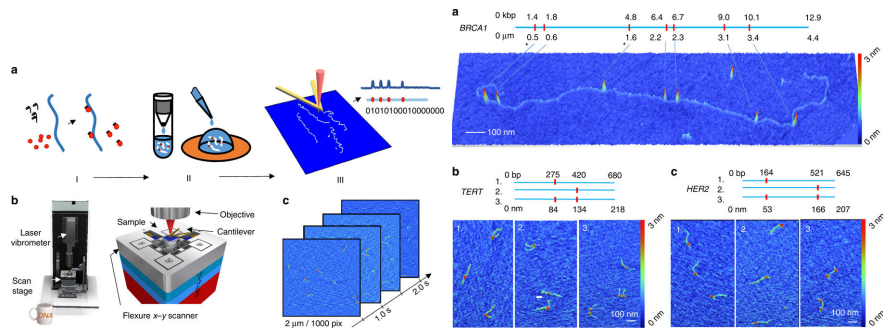 a
I
II
III
01010100010000000
b
Laser
vibrometer
Scan
stage
DNA
Sample
Objective
Cantilever
Flexure x–y scanner
c
2 μm / 1000 pix
1.0 s
2.0 s
a
BRCA1
0 kbp 1.4 1.8 4.8 6.4 6.7 9.0 10.1 12.9
0 μm 0.5 0.6 1.6 2.2 2.3 3.1 3.4 4.4
* *
100 nm
3 nm
0 nm
b
TERT
0 bp 275 420 680
1.
2.
3.
0 nm 84 134 218
1. 2. 3.
100 nm
3 nm
0 nm
c
HER2
0 bp 164 521 645
1.
2.
3.
0 nm 53 166 207
1. 2. 3.
100 nm
3 nm
0 nm